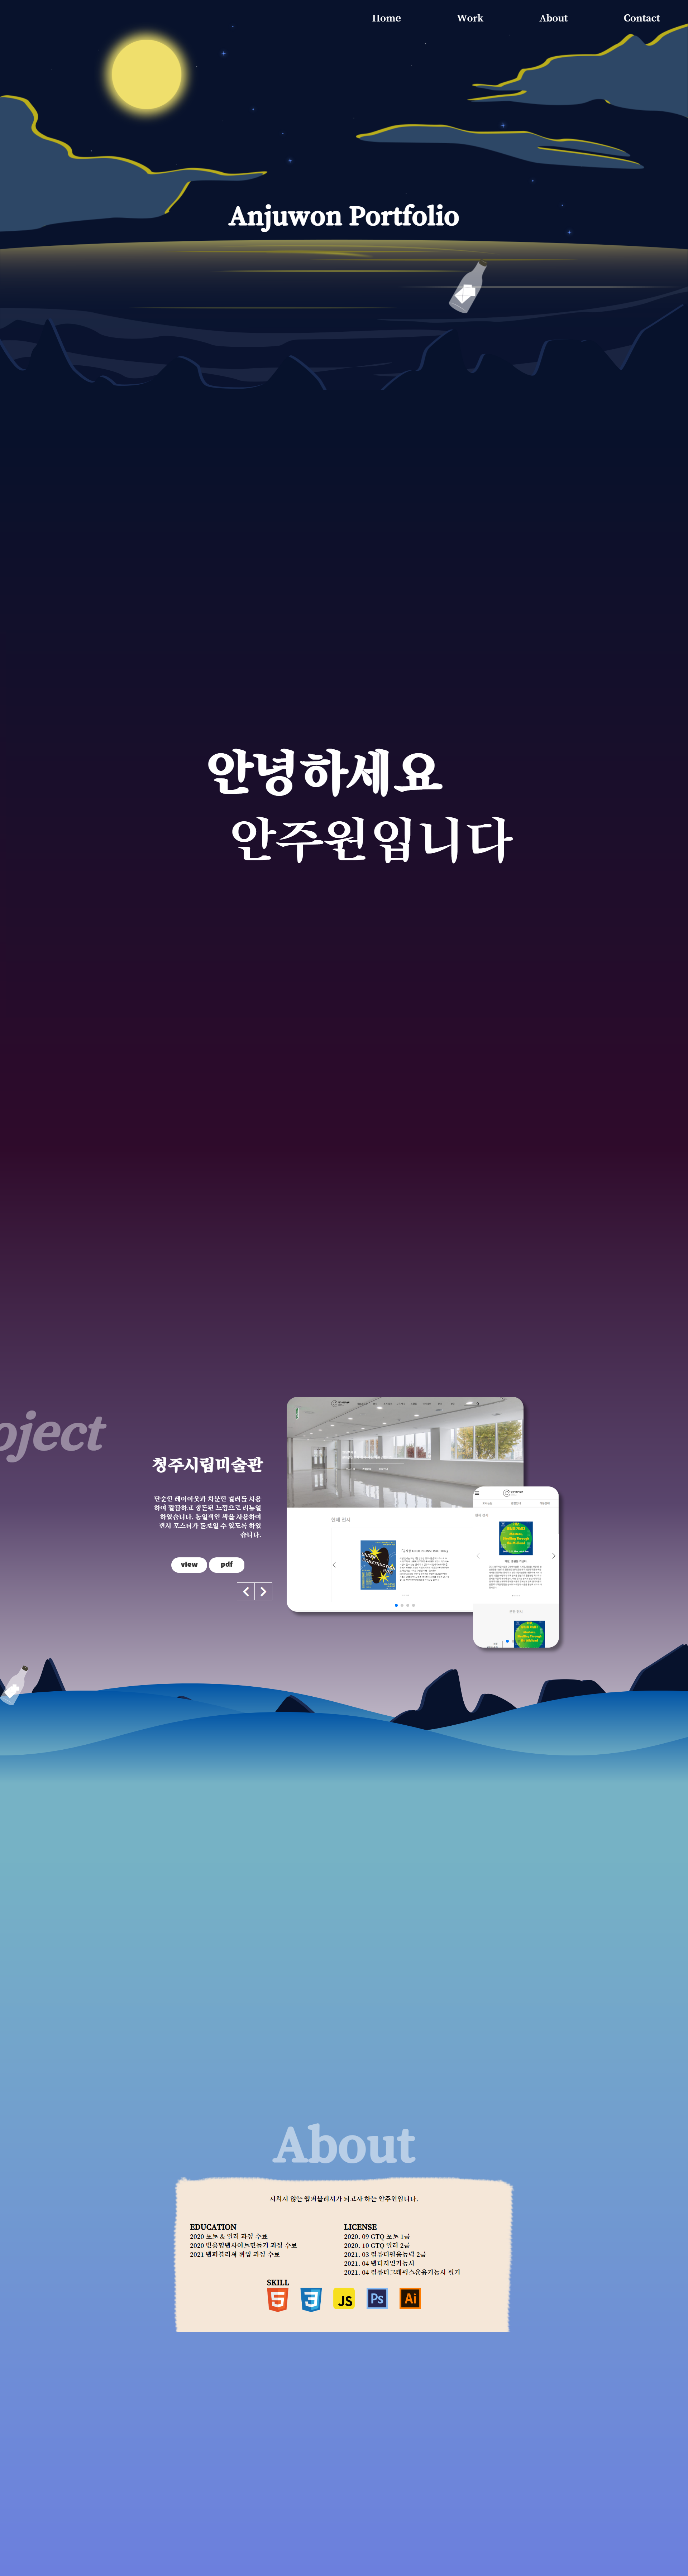 Home Work About Contact
Anjuwon Portfolio
안녕하세요
안주원입니다
oject
청주시립미술관
단순한 레이아웃과 차분한 컬러를 사용
하여 깔끔하고 정돈된 느낌으로 리뉴얼
하였습니다. 통일적인 색을 사용하여
전시 포스터가 돋보일 수 있도록 하였
습니다.
view pdf
현재 전시
About
지치지 않는 웹퍼블리셔가 되고자 하는 안주원입니다.
EDUCATION
2020 포토 & 일러 과정 수료
2020 반응형웹사이트만들기 과정 수료
2021 웹퍼블리셔 취업 과정 수료
LICENSE
2020. 09 GTQ 포토 1급
2020. 10 GTQ 일러 2급
2021. 03 컴퓨터활용능력 2급
2021. 04 웹디자인기능사
2021. 04 컴퓨터그래픽스운용기능사 필기
SKILL
5 3 JS Ps Ai